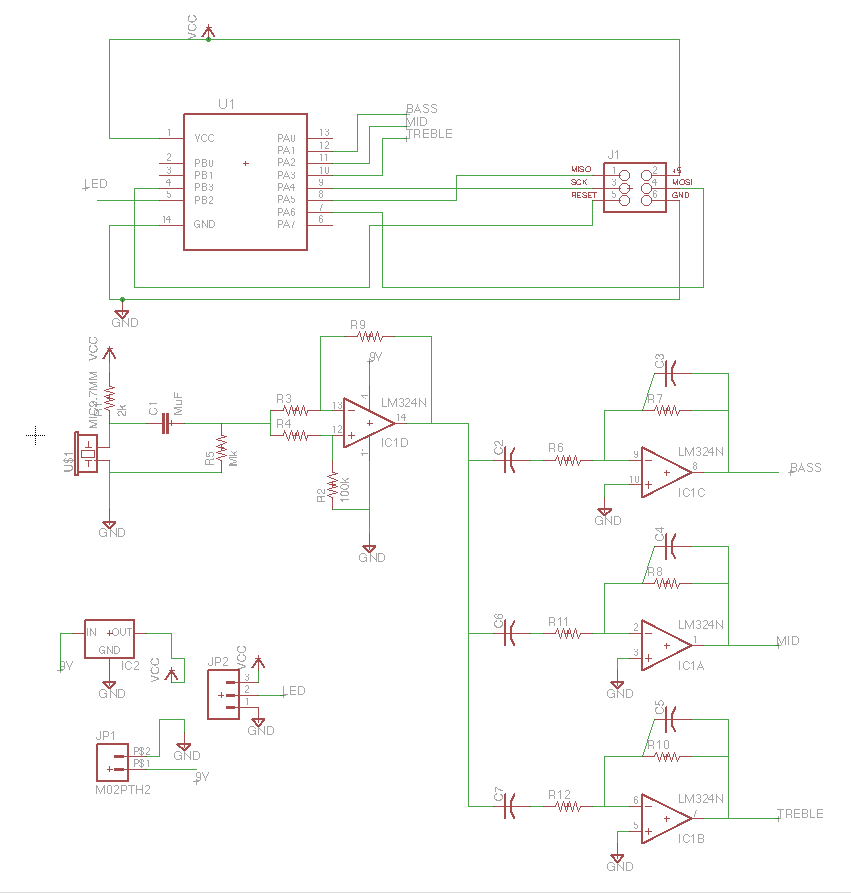 VCC
U1
1 VCC PA0 13
PA1 12
2 PB0 PA2 11
3 PB1 PA3 10
4 PB3 PA4 9
5 PB2 PA5 8
PA6 7
14 GND PA7 6
BASS
MID
TREBLE
LED
J1
MISO 1 2 +5
SCK 3 4 MOSI
RESET 5 6 GND
GND
VCC
MIC9.7MM
R1
2k
U$1
C1
MuF
R5
Mk
GND
R3
R4
R9
9V
4
13
12
14
LM324N
IC1D
11
R2
100k
GND
C2
R6
C3
R7
9
10
8
LM324N
IC1C
BASS
GND
C6
R11
C4
R8
2
3
1
LM324N
IC1A
MID
GND
C7
R12
C5
R10
6
5
7
LM324N
IC1B
TREBLE
GND
IN OUT
GND
IC2
9V
GND
VCC
JP2
VCC
3
2
1
LED
GND
JP1
P$2
P$1
GND
9V
M02PTH2